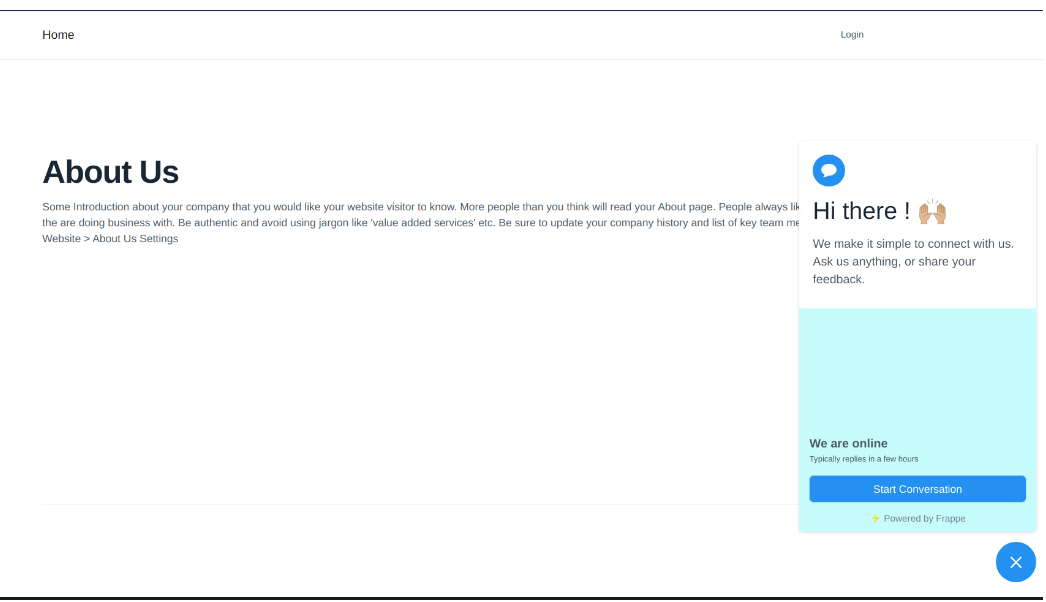 Home
Login
About Us
Some Introduction about your company that you would like your website visitor to know. More people than you think will read your About page. People always
the are doing business with. Be authentic and avoid using jargon like 'value added services' etc. Be sure to update your company history and list of key team
Website > About Us Settings
Hi there ! 🙌🏼
We make it simple to connect with us.
Ask us anything, or share your
feedback.
We are online
Typically replies in a few hours
Start Conversation
⚡ Powered by Frappe